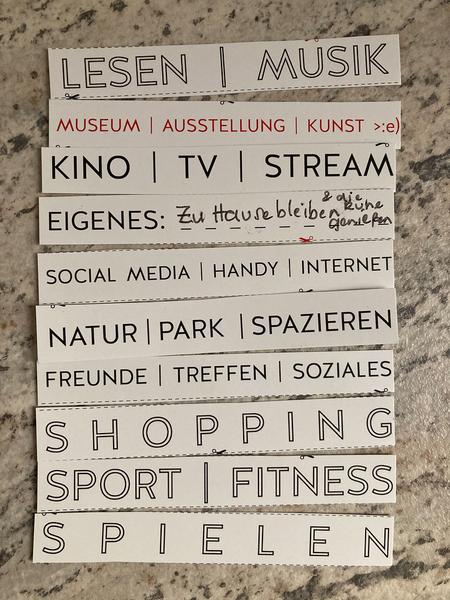 LESEN | MUSIK
MUSEUM | AUSSTELLUNG | KUNST >:e)
KINO | TV | STREAM
EIGENES: Zu Hause bleiben & die Ruhe genießen
SOCIAL MEDIA | HANDY | INTERNET
NATUR | PARK | SPAZIEREN
FREUNDE | TREFFEN | SOZIALES
SHOPPING
SPORT | FITNESS
SPIELEN